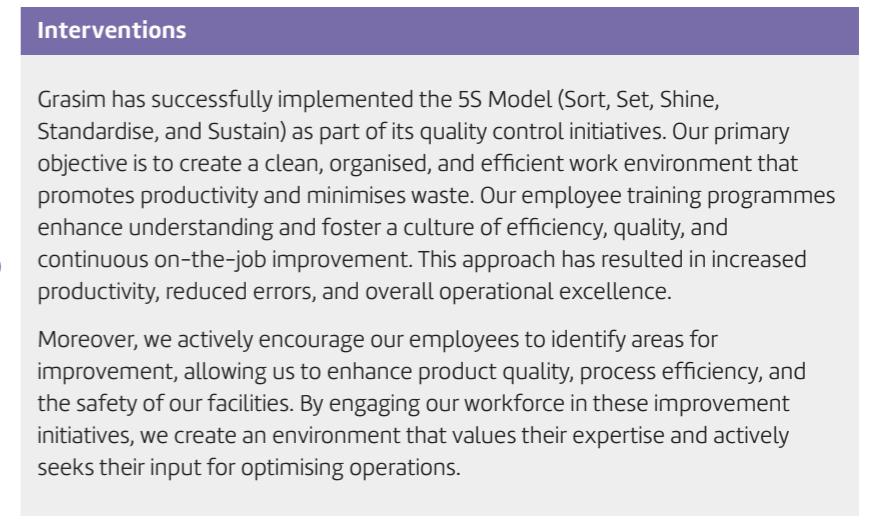 Interventions
Grasim has successfully implemented the 5S Model (Sort, Set, Shine,
Standardise, and Sustain) as part of its quality control initiatives. Our primary
objective is to create a clean, organised, and efficient work environment that
promotes productivity and minimises waste. Our employee training programmes
enhance understanding and foster a culture of efficiency, quality, and
continuous on-the-job improvement. This approach has resulted in increased
productivity, reduced errors, and overall operational excellence.
Moreover, we actively encourage our employees to identify areas for
improvement, allowing us to enhance product quality, process efficiency, and
the safety of our facilities. By engaging our workforce in these improvement
initiatives, we create an environment that values their expertise and actively
seeks their input for optimising operations.